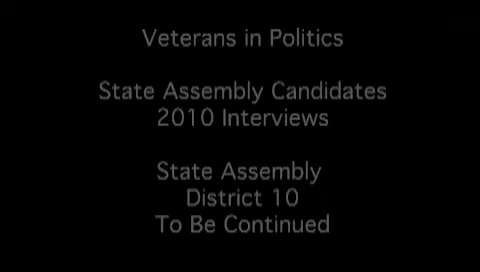 Veterans in Politics
State Assembly Candidates
2010 Interviews
State Assembly
District 10
To Be Continued